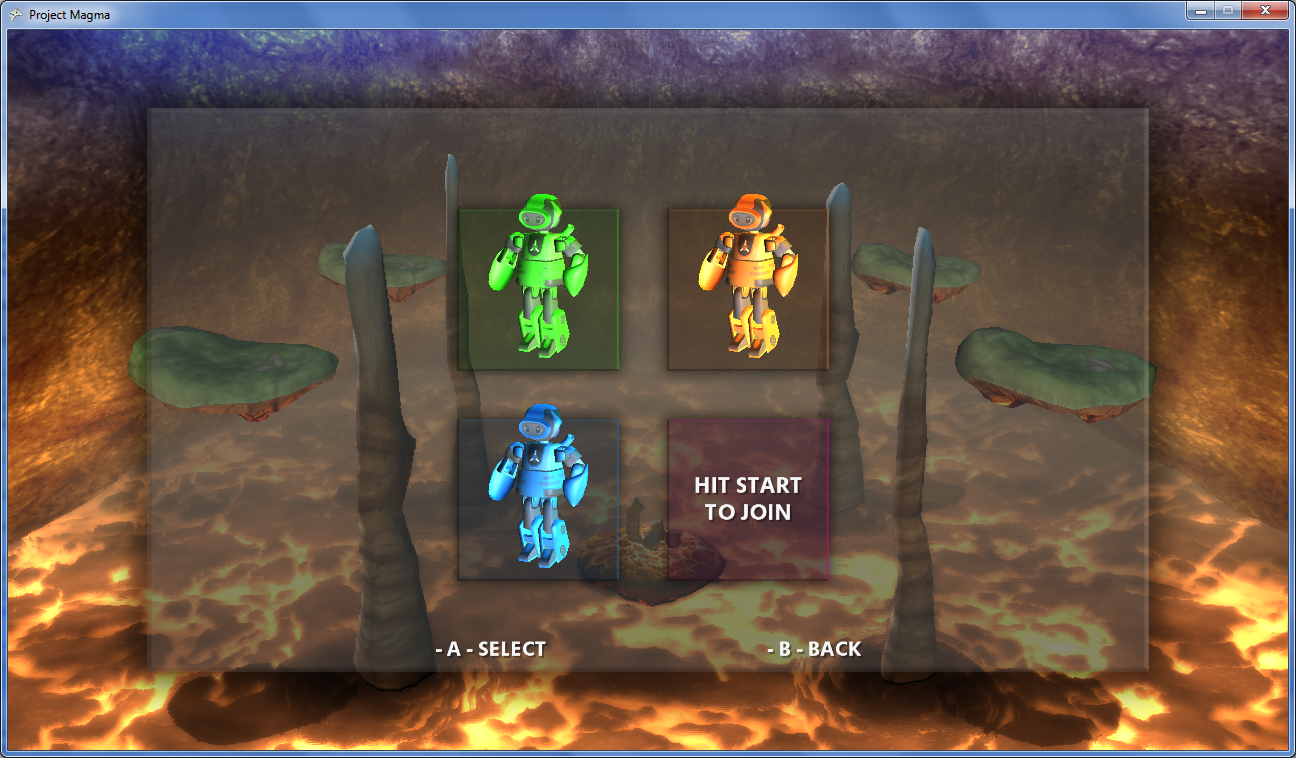 Project Magma
HIT START
TO JOIN
- A - SELECT
- B - BACK